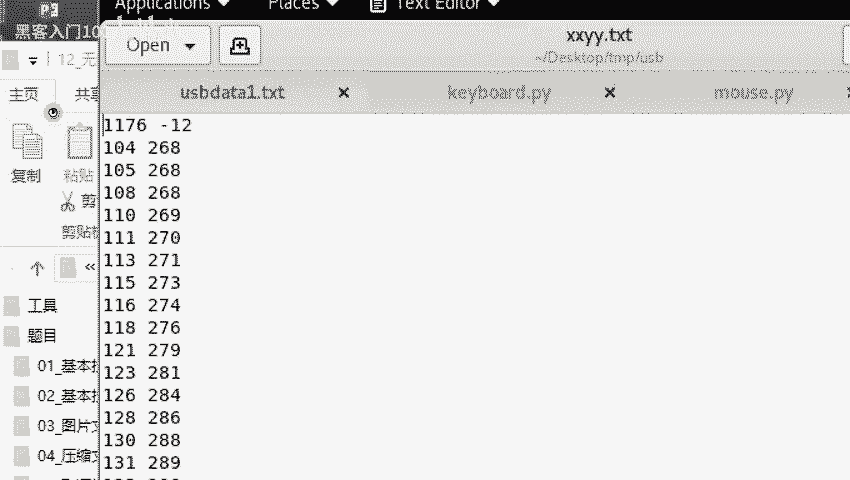 Applications Places Text Editor
黑客入门10
Open xxyy.txt
~/Desktop/tmp/usb
12_无
主页 共享
usbdata1.txt keyboard.py mouse.py
1176 -12
104 268
105 268
108 268
110 269
111 270
113 271
115 273
116 274
118 276
121 279
123 281
126 284
128 286
130 288
131 289
复制 粘贴
剪
剪贴板
«
工具
题目
01_基本
02_基本
03_图片文
04_压缩文